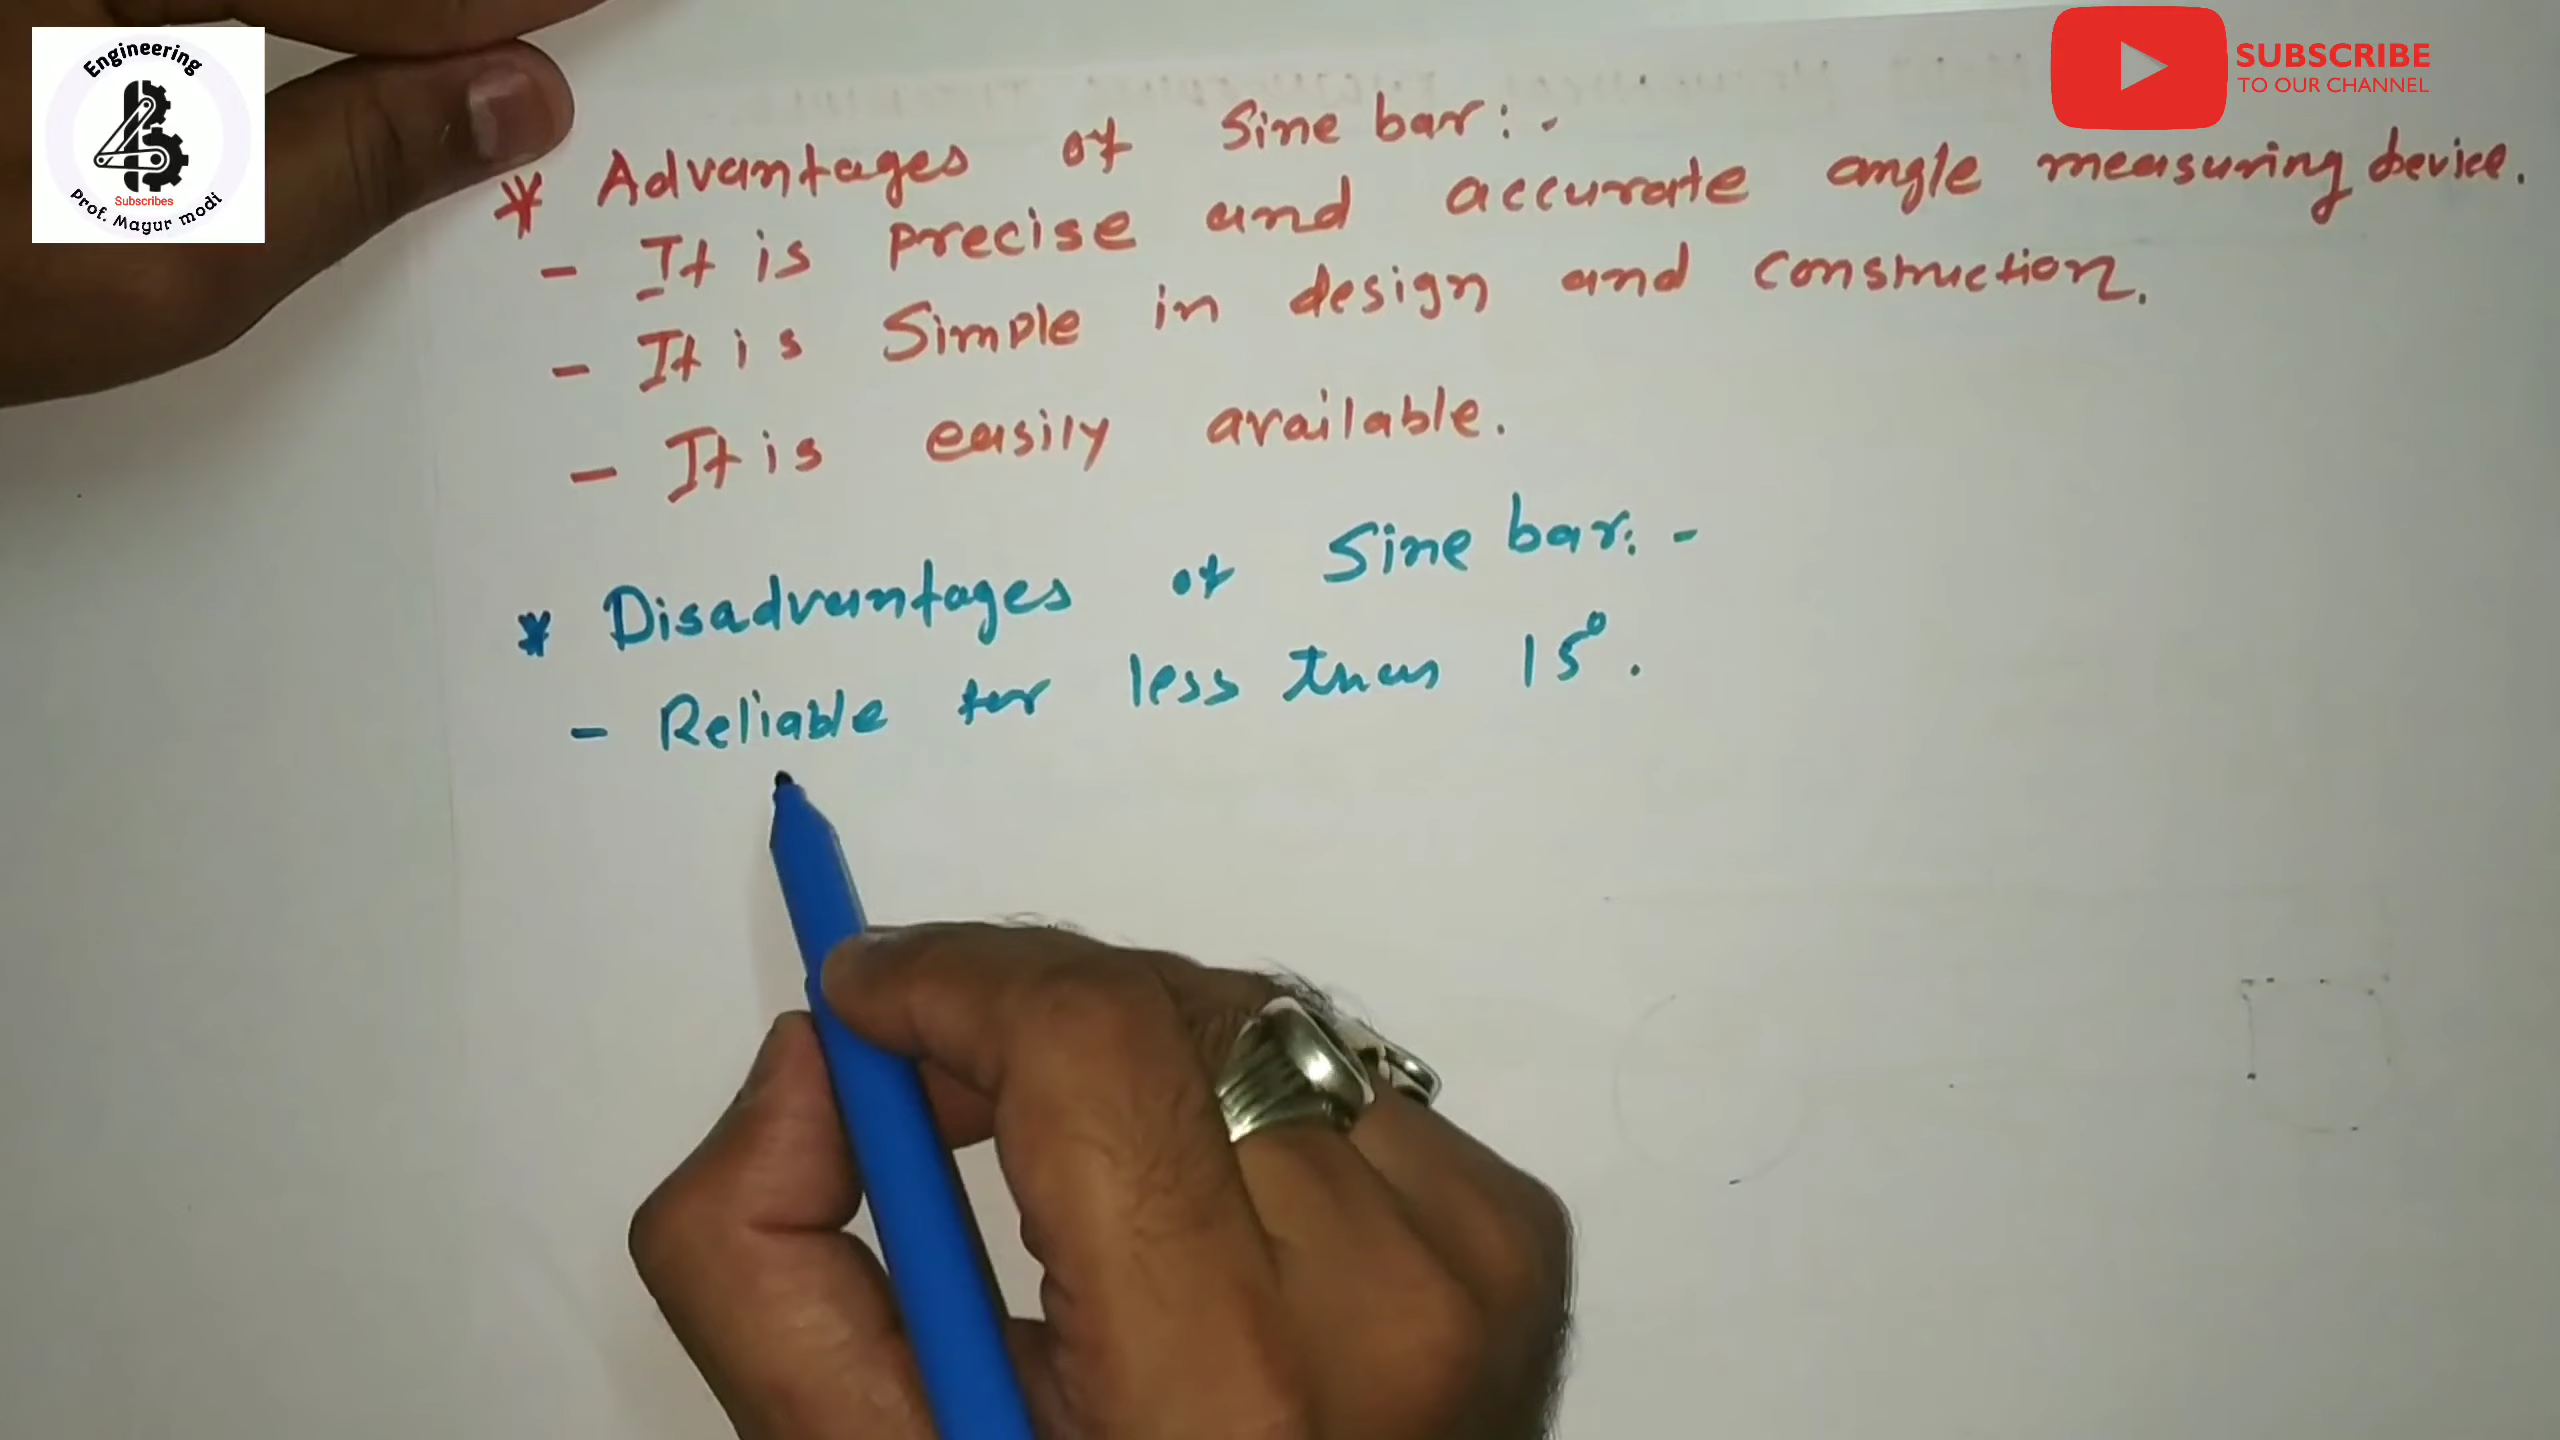 Engineering
Subscribes
Prof. Mayur modi
SUBSCRIBE
TO OUR CHANNEL
* Advantages of Sine bar:-
- It is precise and accurate angle measuring device.
- It is Simple in design and construction.
- It is easily available.
* Disadvantages of Sine bar:-
- Reliable for less than 15°.